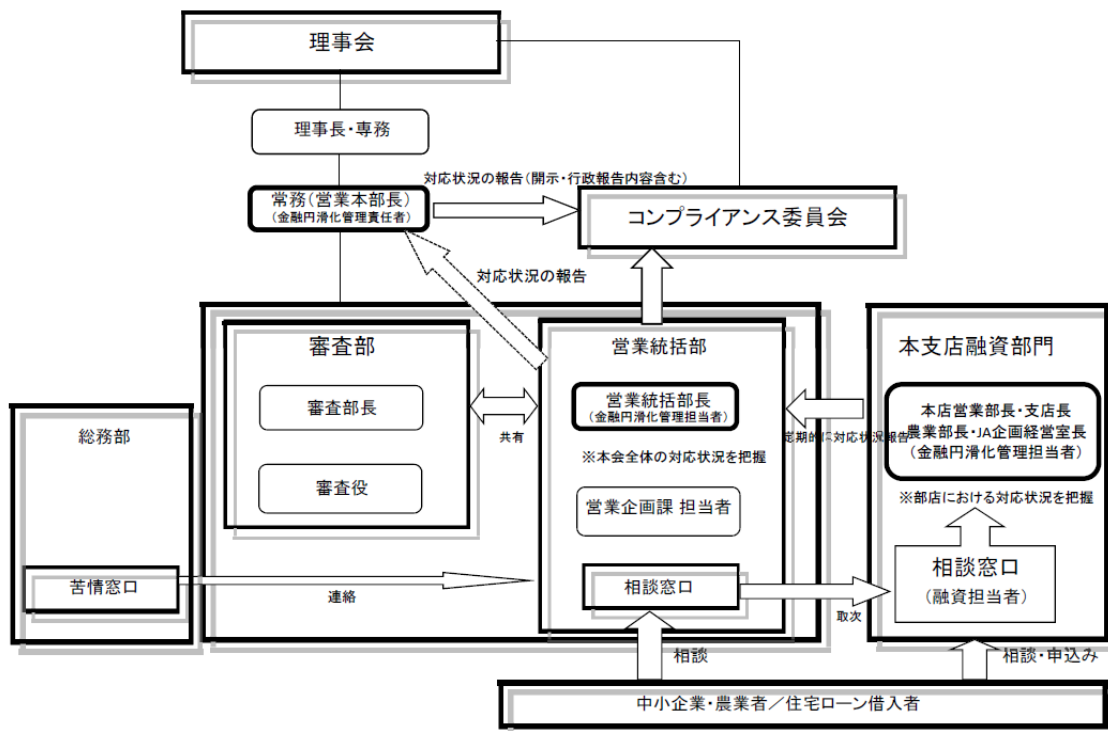 理事会
理事長・専務
対応状況の報告(開示・行政報告内容含む)
常務(営業本部長)
(金融円滑化管理責任者)
コンプライアンス委員会
対応状況の報告
審査部
審査部長
審査役
共有
営業統括部
営業統括部長
(金融円滑化管理担当者)
※本会全体の対応状況を把握
営業企画課 担当者
相談窓口
定期的に対応状況報告
本支店融資部門
本店営業部長・支店長
農業部長・JA企画経営室長
(金融円滑化管理担当者)
※部店における対応状況を把握
相談窓口
(融資担当者)
取次
総務部
苦情窓口
連絡
相談
相談・申込み
中小企業・農業者/住宅ローン借入者